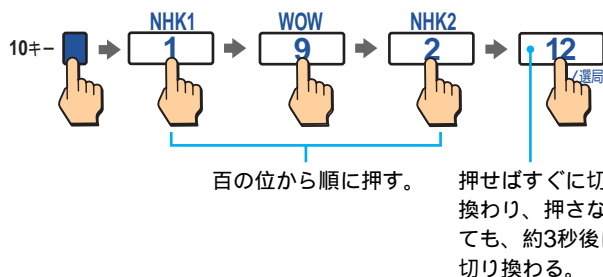 NHK1 WOW NHK2
10キー 1 9 2 12
/選局
百の位から順に押す。
押せばすぐに切
換わり、押さな
ても、約3秒後
切り換わる。